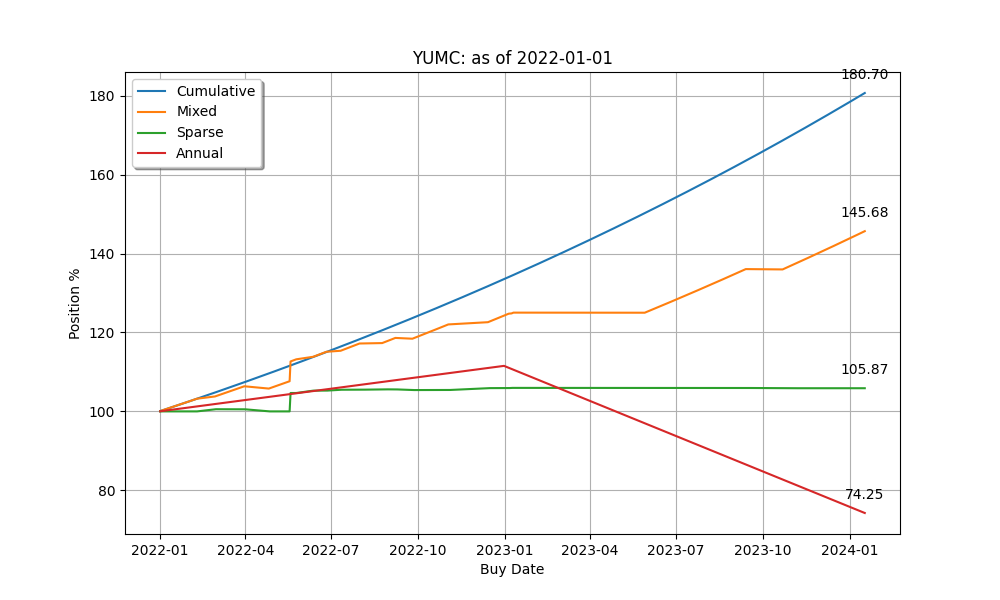 YUMC: as of 2022-01-01
180.70
180
Cumulative
Mixed
Sparse
Annual
160
145.68
140
Position %
120
105.87
100
80
74.25
2022-01 2022-04 2022-07 2022-10 2023-01 2023-04 2023-07 2023-10 2024-01
Buy Date